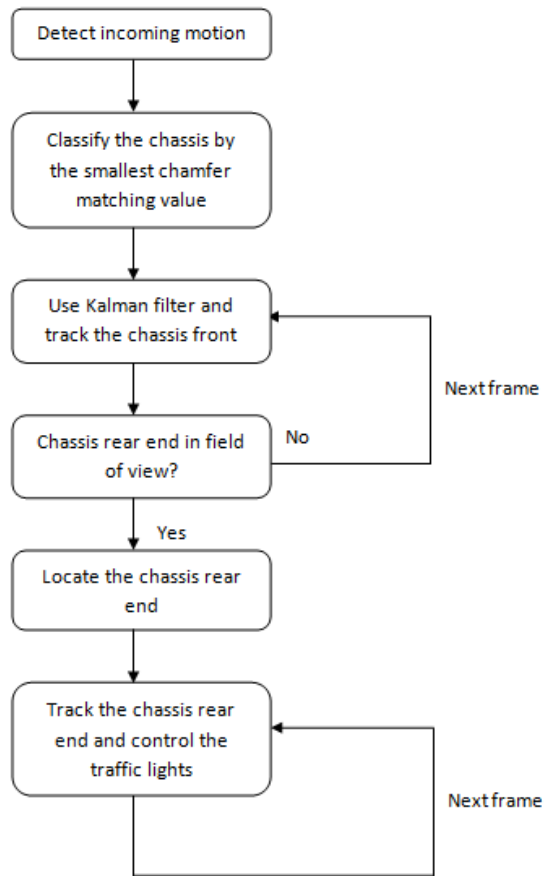 Detect incoming motion
Classify the chassis by
the smallest chamfer
matching value
Use Kalman filter and
track the chassis front
Next frame
Chassis rear end in field
of view?
No
Yes
Locate the chassis rear
end
Track the chassis rear
end and control the
traffic lights
Next frame